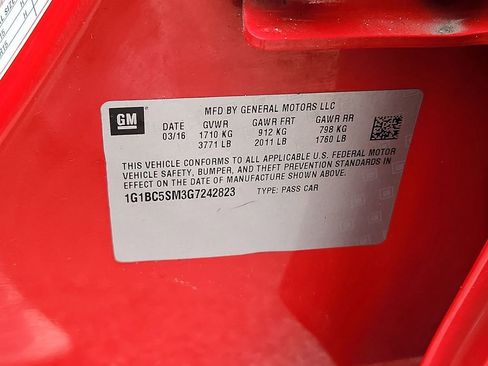 GM
MFD BY GENERAL MOTORS LLC
DATE GVWR GAWR FRT GAWR RR
03/16 1710 KG 912 KG 798 KG
3771 LB 2011 LB 1760 LB
THIS VEHICLE CONFORMS TO ALL APPLICABLE U.S. FEDERAL MOTOR
VEHICLE SAFETY, BUMPER, AND THEFT PREVENTION STANDARDS IN
EFFECT ON THE DATE OF MANUFACTURE SHOWN ABOVE.
1G1BC5SM3G7242823 TYPE: PASS CAR